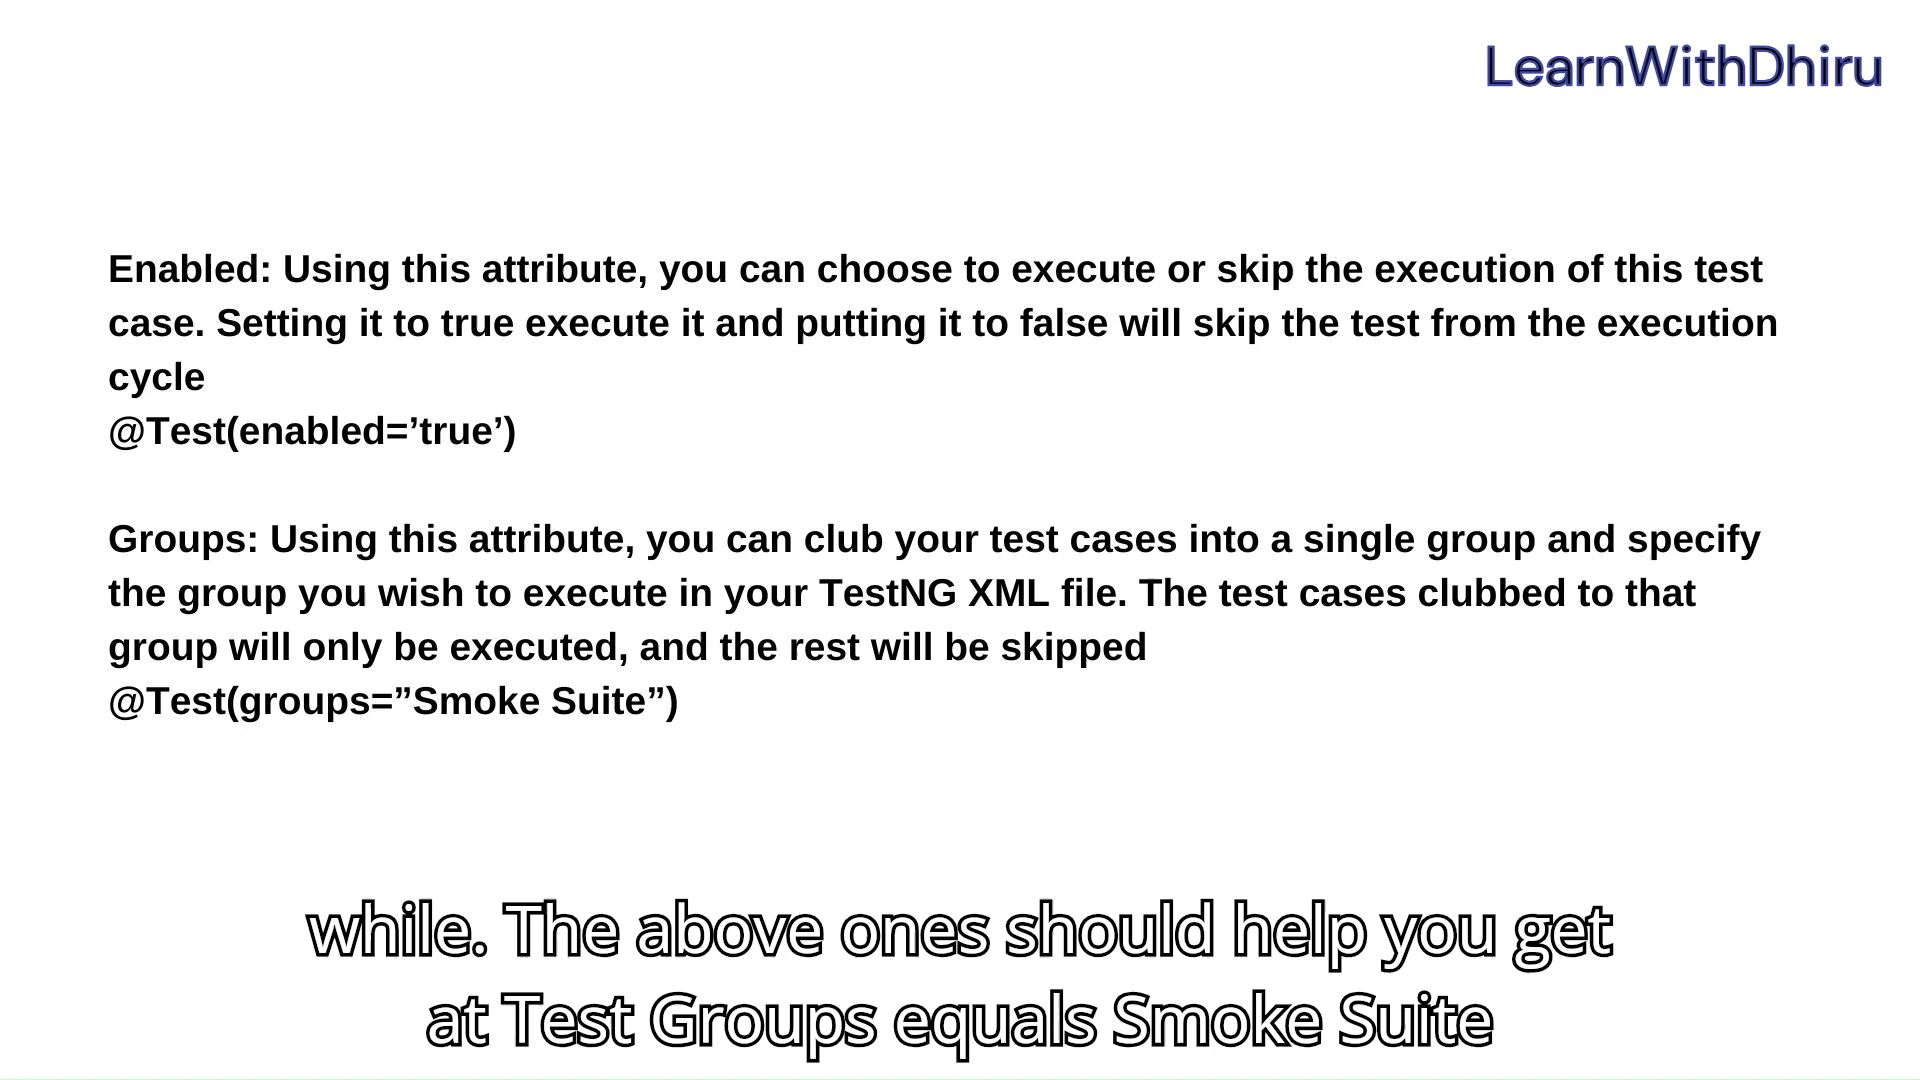 LearnWithDhiru
Enabled: Using this attribute, you can choose to execute or skip the execution of this test
case. Setting it to true execute it and putting it to false will skip the test from the execution
cycle
@Test(enabled=’true’)
Groups: Using this attribute, you can club your test cases into a single group and specify
the group you wish to execute in your TestNG XML file. The test cases clubbed to that
group will only be executed, and the rest will be skipped
@Test(groups=”Smoke Suite”)
while. The above ones should help you get
at Test Groups equals Smoke Suite